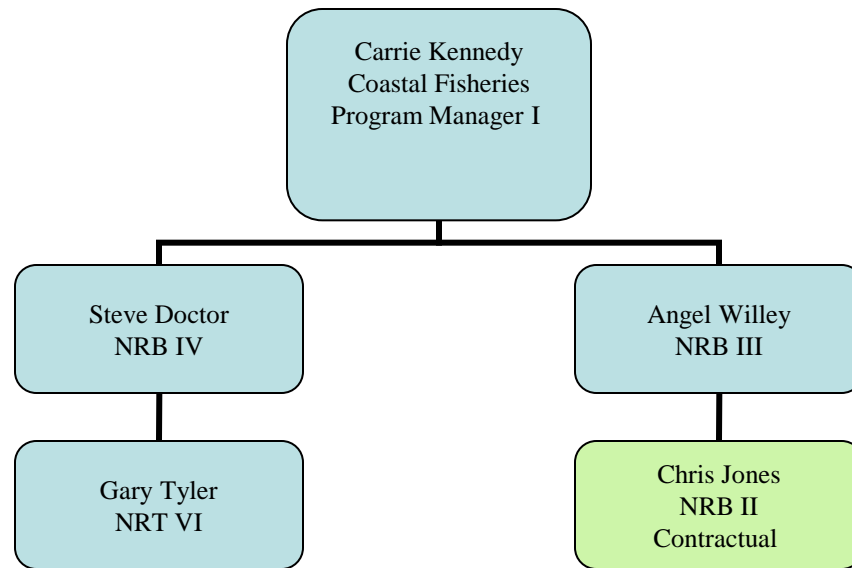 Carrie Kennedy
Coastal Fisheries
Program Manager I
Steve Doctor
NRB IV
Angel Willey
NRB III
Gary Tyler
NRT VI
Chris Jones
NRB II
Contractual